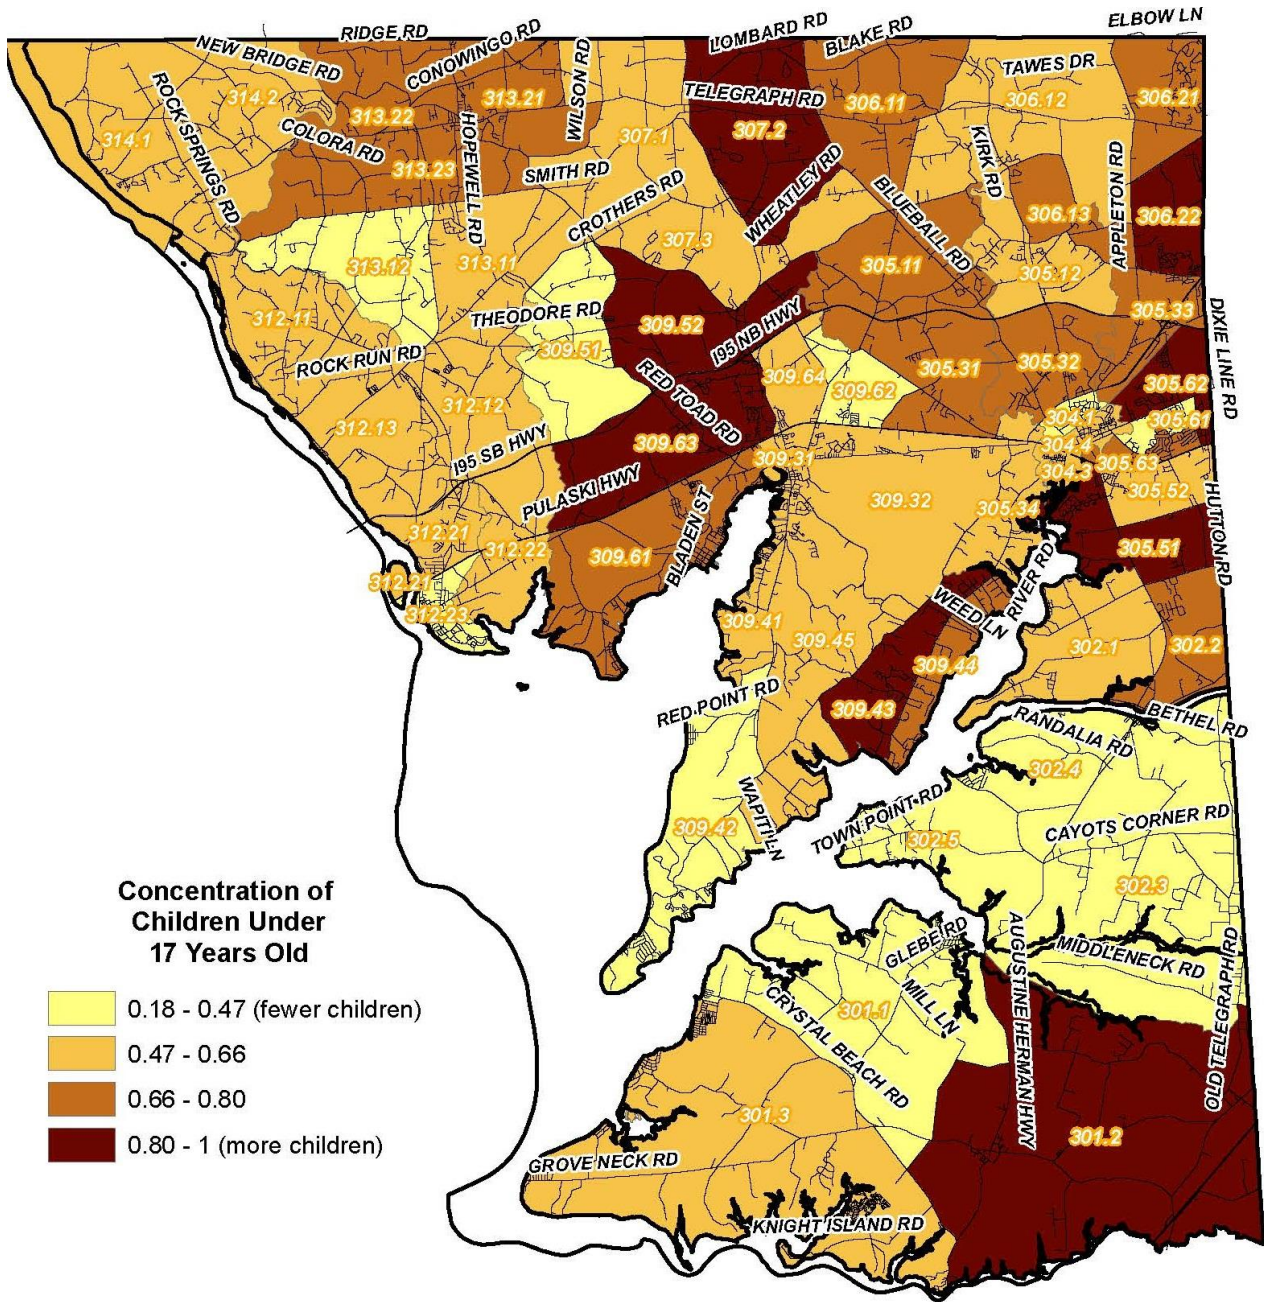 ELBOW LN
RIDGE RD
CONOWINGO RD
WILSON RD
LOMBARD RD
BLAKE RD
NEW BRIDGE RD
TAWES DR
ROCK SPRINGS RD
314.2
313.22
313.21
TELEGRAPH RD
306.11
306.12
306.21
314.1
COLORA RD
HOPEWELL RD
307.1
307.2
KIRK RD
313.23
SMITH RD
CROTHERS RD
WHEATLEY RD
BLUEBALL RD
306.13
APPLETON RD
306.22
313.12
313.11
307.3
305.11
305.12
312.11
THEODORE RD
309.52
I95 NB HWY
305.33
DIXIE LINE RD
ROCK RUN RD
309.51
RED TOAD RD
309.64
309.62
305.31
305.32
305.62
312.12
304.1
305.61
312.13
I95 SB HWY
309.63
309.31
304.4
304.3
305.63
305.52
PULASKI HWY
BLADEN ST
309.32
305.34
HUTTON RD
312.21
312.22
309.61
305.51
312.21
RIVER RD
312.23
WEED LN
309.41
309.45
309.44
302.1
302.2
RED POINT RD
309.43
BETHEL RD
RANDALIA RD
302.4
WAPITI LN
TOWN POINT RD
309.42
302.5
CAYOTS CORNER RD
302.3
Concentration of
Children Under
17 Years Old
GLEBE RD
AUGUSTINE HERMAN HWY
MIDDLENECK RD
OLD TELEGRAPH RD
0.18 - 0.47 (fewer children)
CRYSTAL BEACH RD
301.1
MILL LN
0.47 - 0.66
0.66 - 0.80
301.3
301.2
0.80 - 1 (more children)
GROVE NECK RD
KNIGHT ISLAND RD